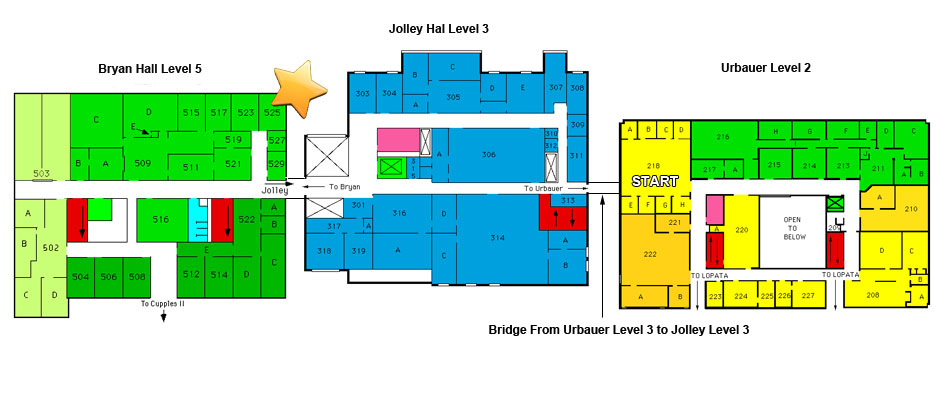 Jolley Hal Level 3
Bryan Hall Level 5
Urbauer Level 2
503
C
D
E
515
517
523
525
B
A
509
519
527
511
521
529
Jolley
A
502
B
C
D
516
522
A
B
C
E
504
506
508
512
514
D
To Cupples II
303
304
B
A
C
305
D
E
307
308
309
310
312
311
A
306
3
1
5
To Bryan
To Urbauer
313
301
317
316
D
318
319
A
C
314
A
B
Bridge From Urbauer Level 3 to Jolley Level 3
A
B
C
D
218
START
E
F
G
H
221
222
A
B
216
H
G
F
E
D
C
217
A
215
214
213
J
211
A
B
A
210
A
220
OPEN
TO
BELOW
209
TO LOPATA
TO LOPATA
D
C
B
A
208
223
224
225
226
227